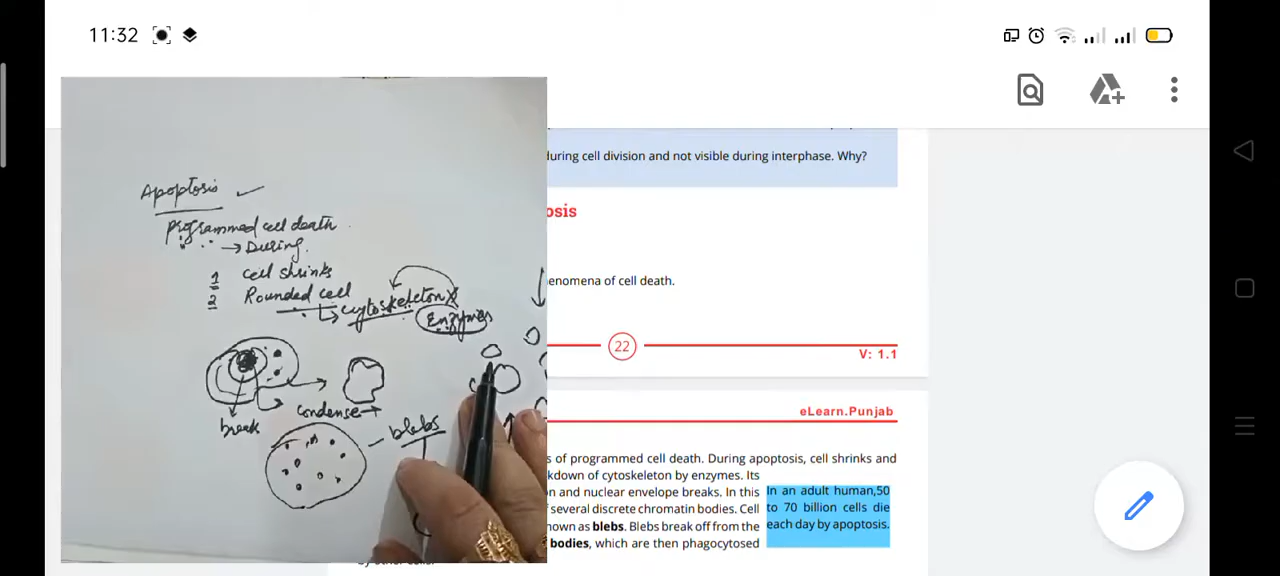 11:32
Apoptosis
programmed cell death
→ During
1 cell shrinks
2 Rounded cell
cytoskeleton X
Enzymes
break
condense →
blebs
during cell division and not visible during interphase. Why?
osis
enomena of cell death.
22
V: 1.1
eLearn.Punjab
s of programmed cell death. During apoptosis, cell shrinks and
kdown of cytoskeleton by enzymes. Its
n and nuclear envelope breaks. In this
f several discrete chromatin bodies. Cell
nown as blebs. Blebs break off from the
bodies, which are then phagocytosed
In an adult human,50
to 70 billion cells die
each day by apoptosis.